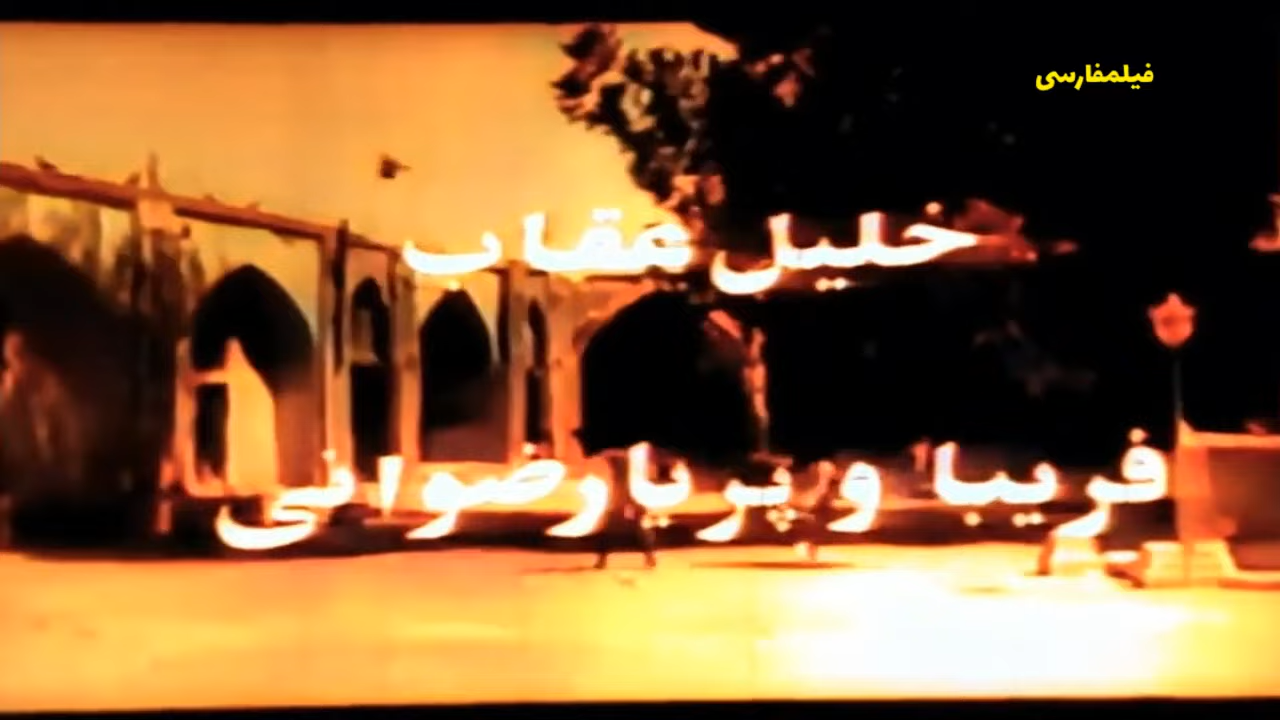 فیلمفارسی
خلیل عقاب
فریبا و پریا رضوانی